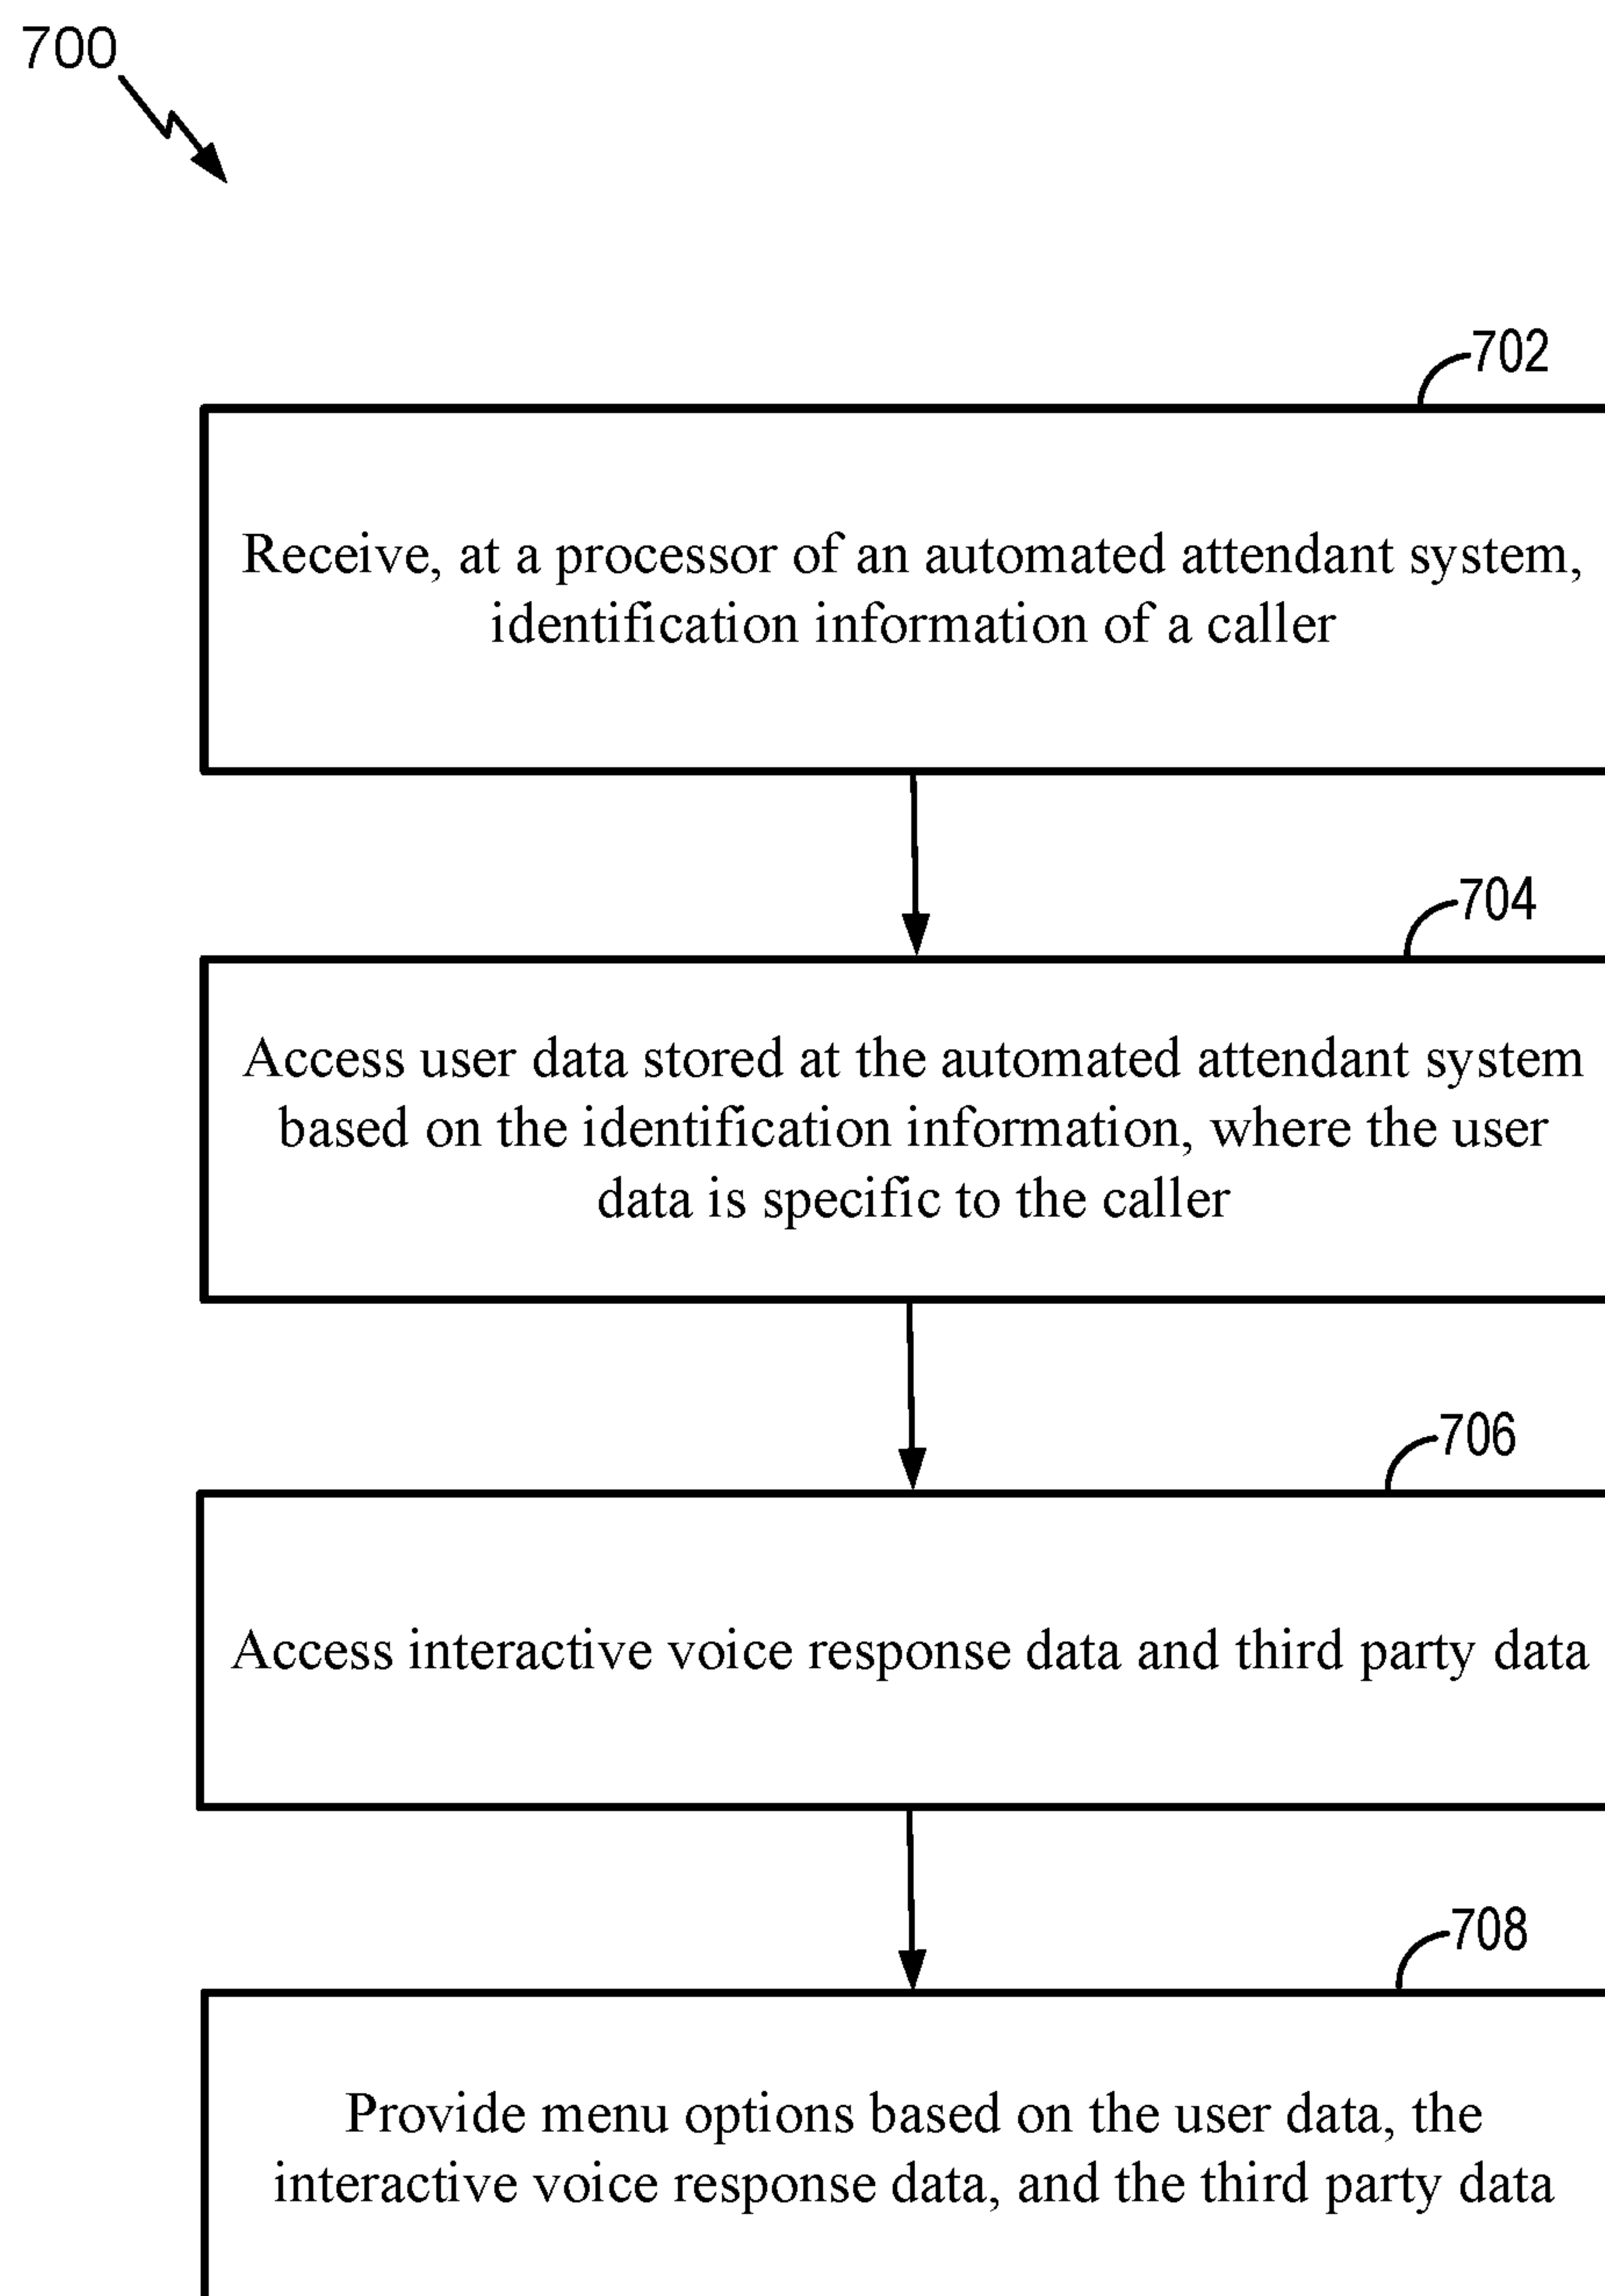 700
702
Receive, at a processor of an automated attendant system,
identification information of a caller
704
Access user data stored at the automated attendant system
based on the identification information, where the user
data is specific to the caller
706
Access interactive voice response data and third party data
708
Provide menu options based on the user data, the
interactive voice response data, and the third party data